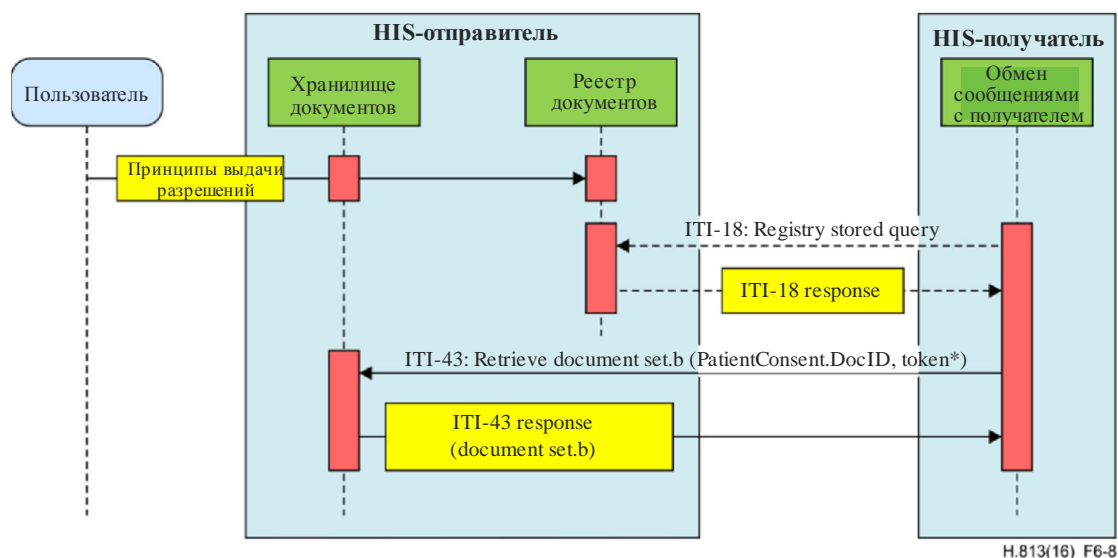 HIS-отправитель
HIS-получатель
Пользователь
Хранилище
документов
Реестр
документов
Обмен
сообщениями
с получателем
Принципы выдачи
разрешений
ITI-18: Registry stored query
ITI-18 response
ITI-43: Retrieve document set.b (PatientConsent.DocID, token*)
ITI-43 response
(document set.b)
H.813(16)_F6-8